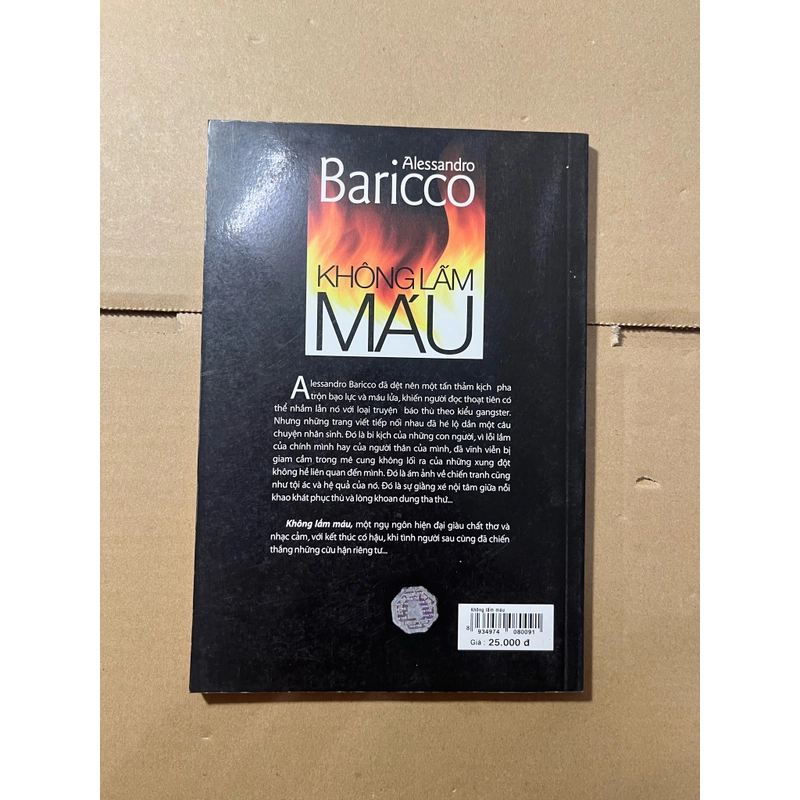 Alessandro
Baricco
KHÔNG LẤM
MÁU
Alessandro Baricco đã dệt nên một tấn thảm kịch pha
trộn bạo lực và máu lửa, khiến người đọc thoạt tiên có
thể nhầm lẫn nó với loại truyện báo thù theo kiểu gangster.
Nhưng những trang viết tiếp nối nhau đã hé lộ dần một câu
chuyện nhân sinh. Đó là bi kịch của những con người, vì lỗi lầm
của chính mình hay của người thân của mình, đã vĩnh viễn bị
giam cầm trong mê cung không lối ra của những xung đột
không hề liên quan đến mình. Đó là ám ảnh về chiến tranh cũng
như tội ác và hệ quả của nó. Đó là sự giằng xé nội tâm giữa nỗi
khao khát phục thù và lòng khoan dung tha thứ...
Không lấm máu, một ngụ ngôn hiện đại giàu chất thơ và
nhạc cảm, với kết thúc có hậu, khi tình người sau cùng đã chiến
thắng những cừu hận riêng tư...
Không lấm máu
8 934974 080091
Giá : 25.000 đ